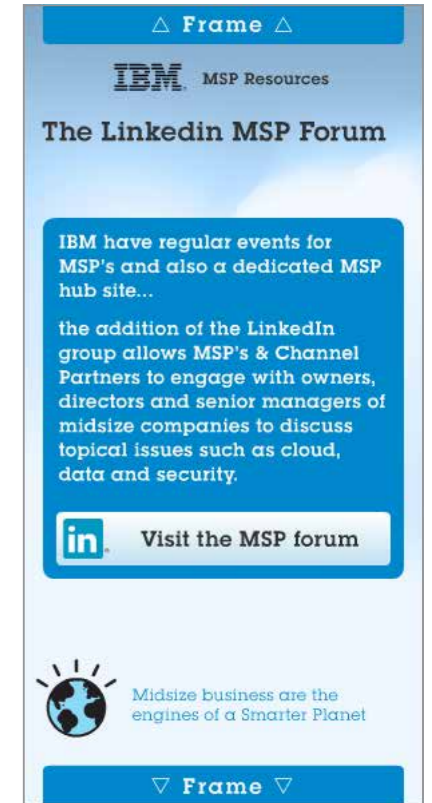 △ Frame △
IBM MSP Resources
The Linkedin MSP Forum
IBM have regular events for
MSP's and also a dedicated MSP
hub site...
the addition of the LinkedIn
group allows MSP's & Channel
Partners to engage with owners,
directors and senior managers of
midsize companies to discuss
topical issues such as cloud,
data and security.
in Visit the MSP forum
Midsize business are the
engines of a Smarter Planet
▽ Frame ▽